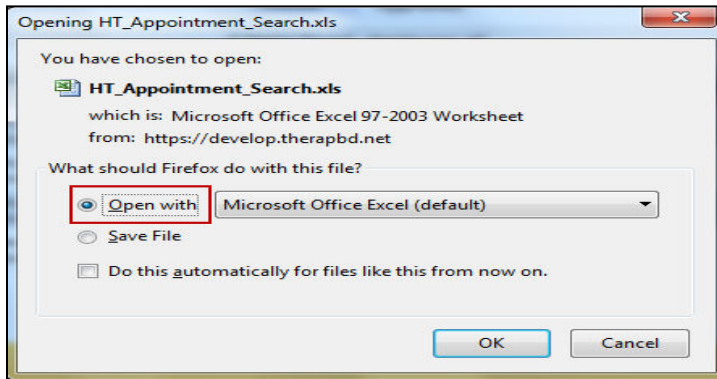 Opening HT_Appointment_Search.xls
You have chosen to open:
HT_Appointment_Search.xls
which is: Microsoft Office Excel 97-2003 Worksheet
from: https://develop.therapbd.net
What should Firefox do with this file?
Open with Microsoft Office Excel (default)
Save File
Do this automatically for files like this from now on.
OK Cancel